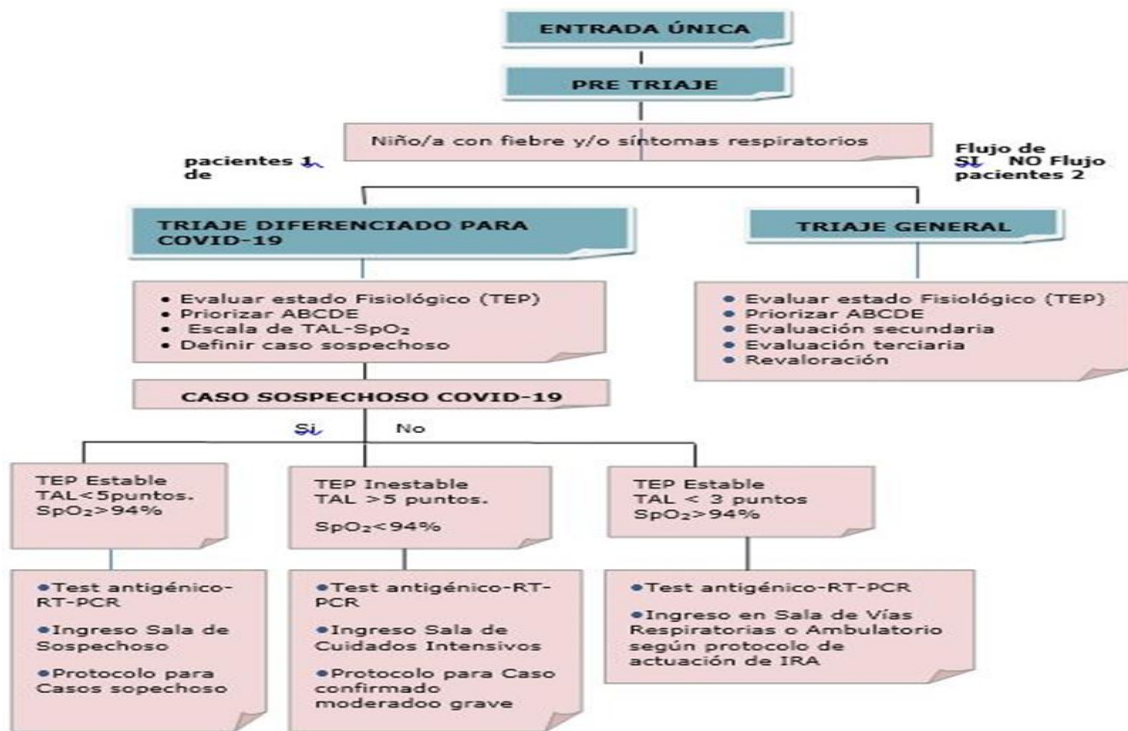 ENTRADA ÚNICA
PRE TRIAJE
Niño/a con fiebre y/o síntomas respiratorios
pacientes 1
de
Flujo de
SI NO Flujo
pacientes 2
TRIAJE DIFERENCIADO PARA
COVID-19
TRIAJE GENERAL
• Evaluar estado Fisiológico (TEP)
• Priorizar ABCDE
• Escala de TAL-SpO₂
• Definir caso sospechoso
• Evaluar estado Fisiológico (TEP)
• Priorizar ABCDE
• Evaluación secundaria
• Evaluación terciaria
• Revaloración
CASO SOSPECHOSO COVID-19
Si No
TEP Estable
TAL<5puntos.
SpO₂>94%
TEP Inestable
TAL >5 puntos.
SpO₂<94%
TEP Estable
TAL < 3 puntos
SpO₂>94%
•Test antigénico-
RT-PCR
•Ingreso Sala de
Sospechoso
•Protocolo para
Casos sopechoso
•Test antigénico-RT-
PCR
•Ingreso Sala de
Cuidados Intensivos
•Protocolo para Caso
confirmado
moderadoo grave
•Test antigénico-RT-PCR
•Ingreso en Sala de Vías
Respiratorias o Ambulatorio
según protocolo de
actuación de IRA